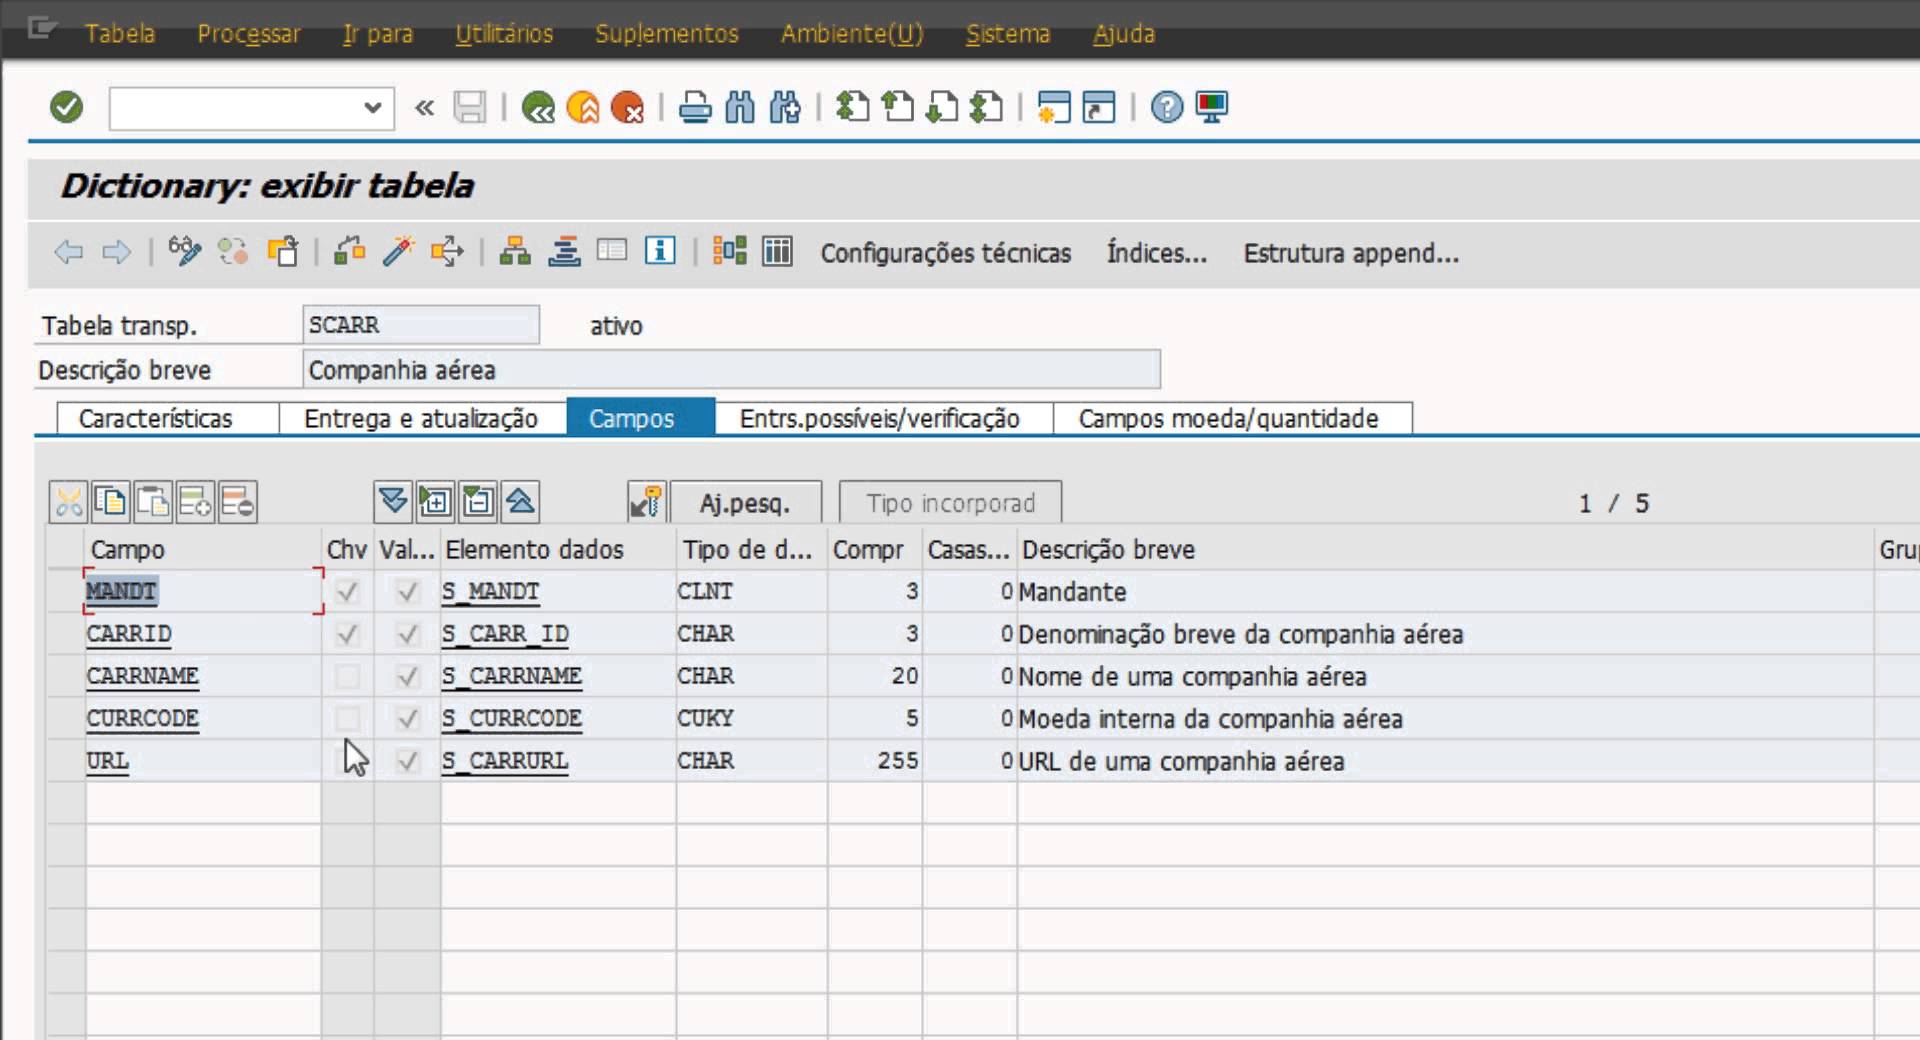 Tabela Processar Ir para Utilitários Suplementos Ambiente(U) Sistema Ajuda
Dictionary: exibir tabela
Configurações técnicas Índices... Estrutura append...
Tabela transp. SCARR ativo
Descrição breve Companhia aérea
Características Entrega e atualização Campos Entrs.possíveis/verificação Campos moeda/quantidade
Aj.pesq. Tipo incorporad 1 / 5
Campo Chv Val... Elemento dados Tipo de d... Compr Casas... Descrição breve
MANDT S_MANDT CLNT 3 0 Mandante
CARRID S_CARR_ID CHAR 3 0 Denominação breve da companhia aérea
CARRNAME S_CARRNAME CHAR 20 0 Nome de uma companhia aérea
CURRCODE S_CURRCODE CUKY 5 0 Moeda interna da companhia aérea
URL S_CARRURL CHAR 255 0 URL de uma companhia aérea